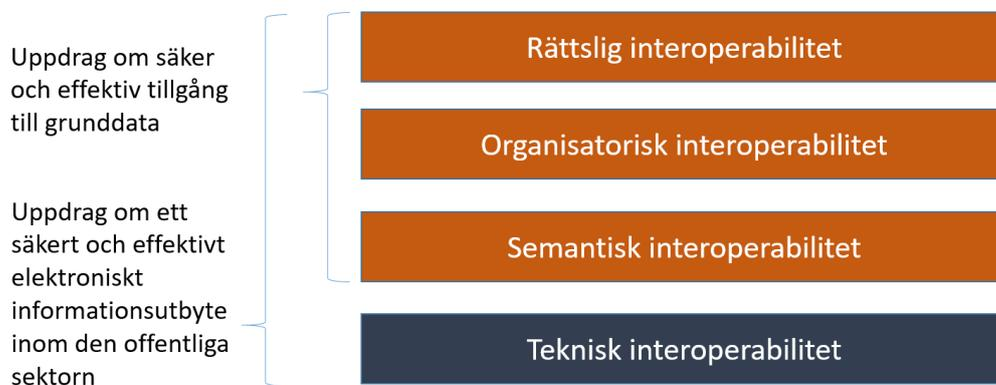 Uppdrag om säker
och effektiv tillgång
till grunddata
Uppdrag om ett
säkert och effektivt
elektroniskt
informationsutbyte
inom den offentliga
sektorn
Rättslig interoperabilitet
Organisatorisk interoperabilitet
Semantisk interoperabilitet
Teknisk interoperabilitet